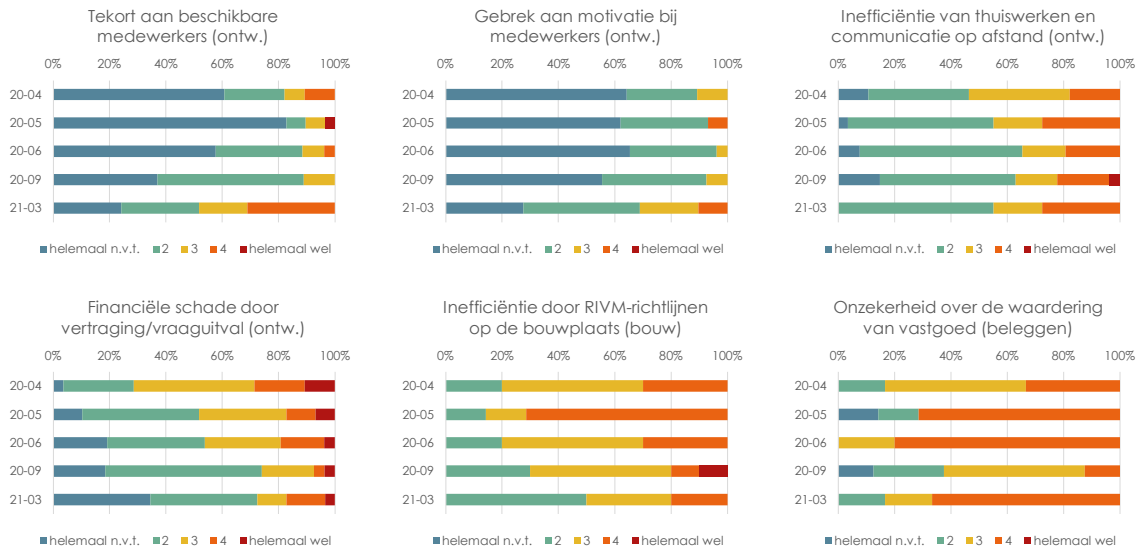 Tekort aan beschikbare
medewerkers (ontw.)
0% 20% 40% 60% 80% 100%
20-04
20-05
20-06
20-09
21-03
helemaal n.v.t. 2 3 4 helemaal wel
Gebrek aan motivatie bij
medewerkers (ontw.)
0% 20% 40% 60% 80% 100%
20-04
20-05
20-06
20-09
21-03
helemaal n.v.t. 2 3 4 helemaal wel
Inefficiëntie van thuiswerken en
communicatie op afstand (ontw.)
0% 20% 40% 60% 80% 100%
20-04
20-05
20-06
20-09
21-03
helemaal n.v.t. 2 3 4 helemaal wel
Financiële schade door
vertraging/vraaguitval (ontw.)
0% 20% 40% 60% 80% 100%
20-04
20-05
20-06
20-09
21-03
helemaal n.v.t. 2 3 4 helemaal wel
Inefficiëntie door RIVM-richtlijnen
op de bouwplaats (bouw)
0% 20% 40% 60% 80% 100%
20-04
20-05
20-06
20-09
21-03
helemaal n.v.t. 2 3 4 helemaal wel
Onzekerheid over de waardering
van vastgoed (beleggen)
0% 20% 40% 60% 80% 100%
20-04
20-05
20-06
20-09
21-03
helemaal n.v.t. 2 3 4 helemaal wel